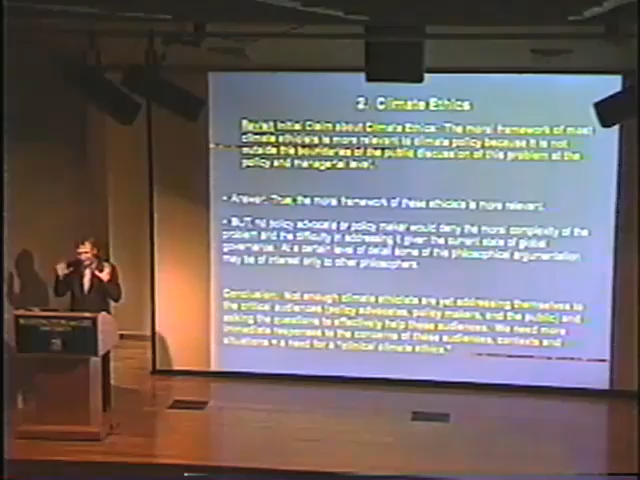 2. Climate Ethics
Revisit Initial Claim about Climate Ethics: "The moral framework of most
climate ethicists is more relevant to climate policy because it is not
outside the boundaries of the public discussion of this problem at the
policy and managerial level".
• Answer: True, the moral framework of these ethicists is more relevant.
• BUT, no policy advocate or policy maker would deny the moral complexity of the
problem and the difficulty in addressing it given the current state of global
governance. At a certain level of detail some of this philosophical argumentation
may be of interest only to other philosophers.
Conclusion: Not enough climate ethicists are yet addressing themselves to
the critical audiences (policy advocates, policy makers, and the public) and
asking the questions to effectively help these audiences. We need more
immediate responses to the concerns of these audiences, contexts and
situations = need for a "clinical climate ethics."